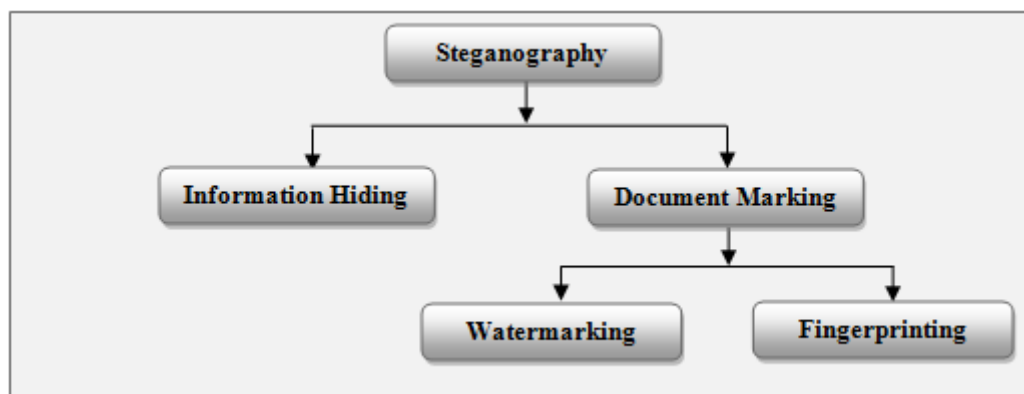 Steganography
Information Hiding
Document Marking
Watermarking
Fingerprinting